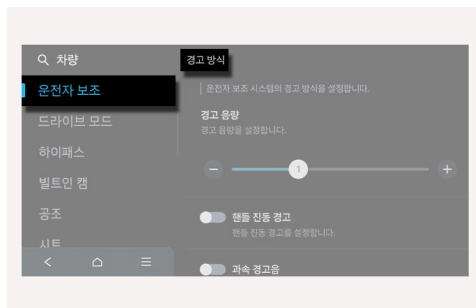 차량
운전자 보조
드라이브 모드
하이패스
빌트인 캠
공조
시트
경고 방식
운전자 보조 시스템의 경고 방식을 설정합니다.
경고 음량
경고 음량을 설정합니다.
1
핸들 진동 경고
핸들 진동 경고를 설정합니다.
과속 경고음